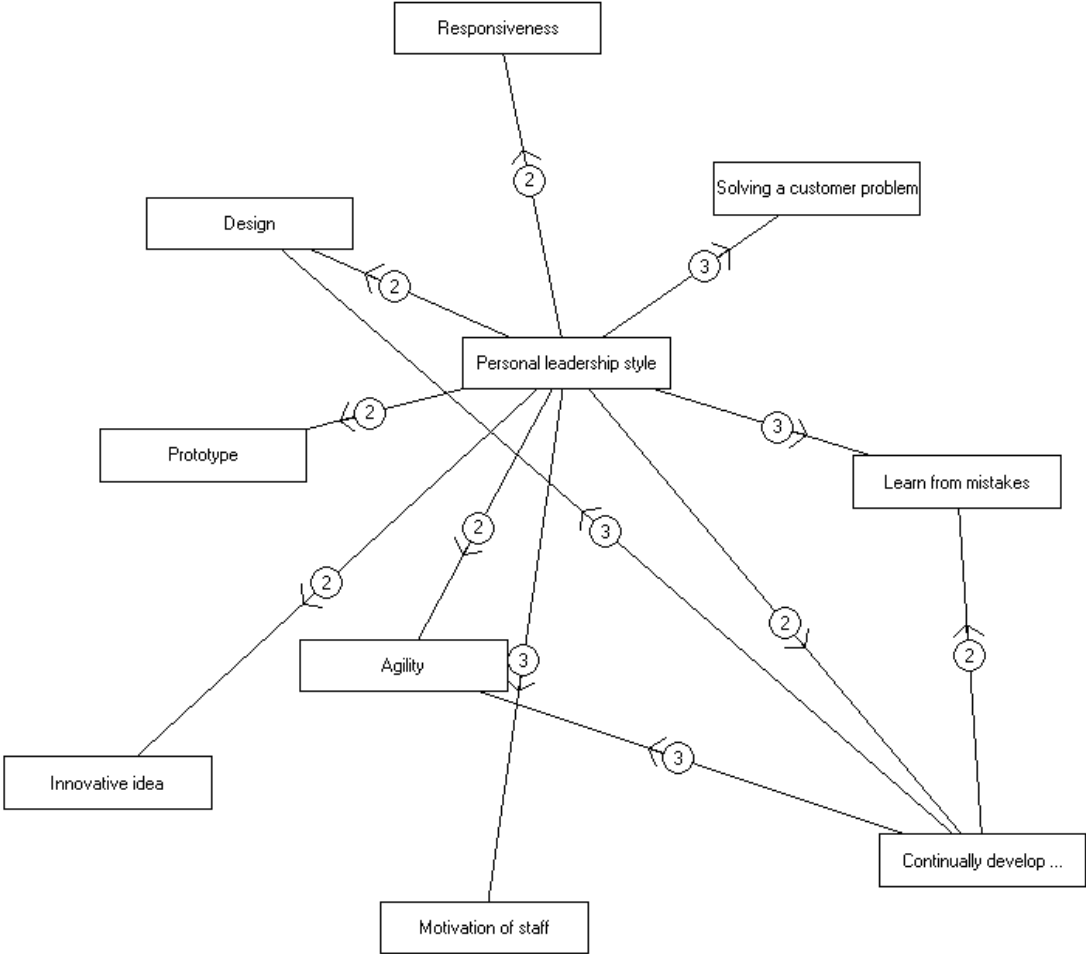 Responsiveness
2
Solving a customer problem
Design
3
2
Personal leadership style
2
3
Prototype
Learn from mistakes
2
3
2
2
2
Agility
3
3
Innovative idea
2
Continually develop ...
Motivation of staff